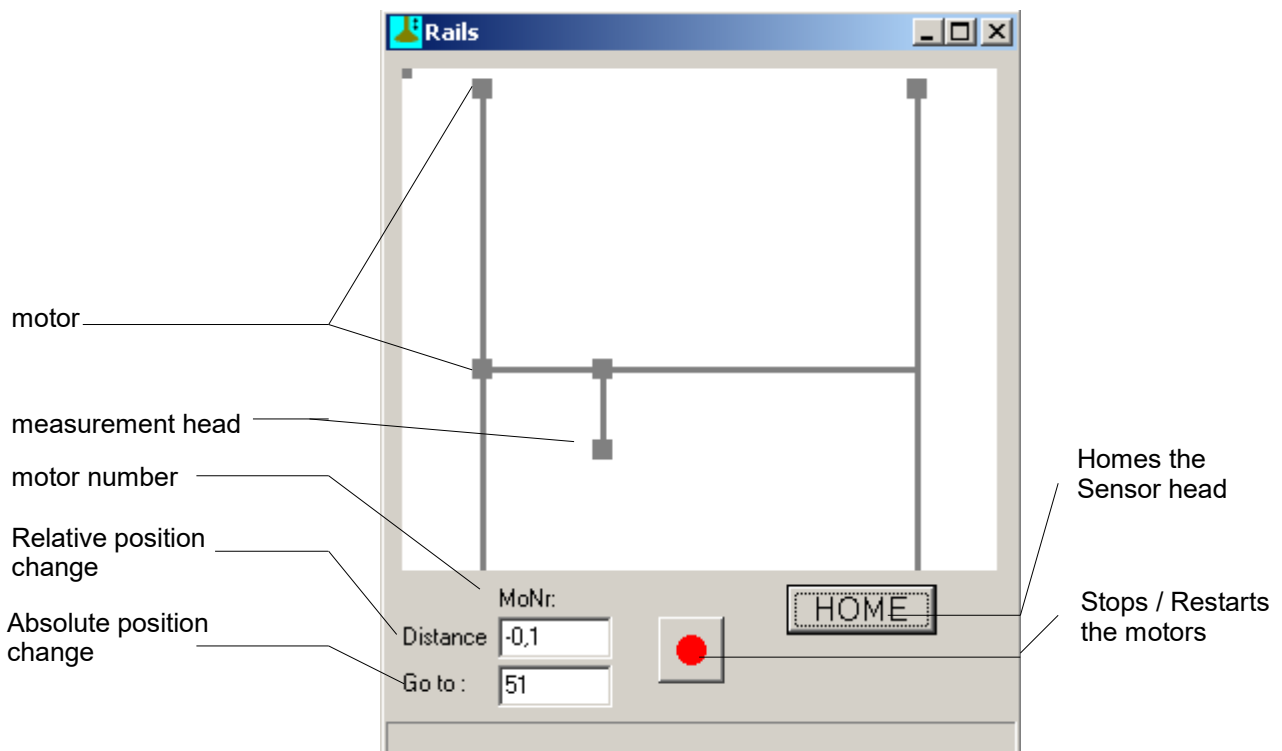 Rails
motor
measurement head
motor number
Relative position
change
Absolute position
change
MoNr:
Distance -0,1
Go to : 51
HOME
Homes the
Sensor head
Stops / Restarts
the motors